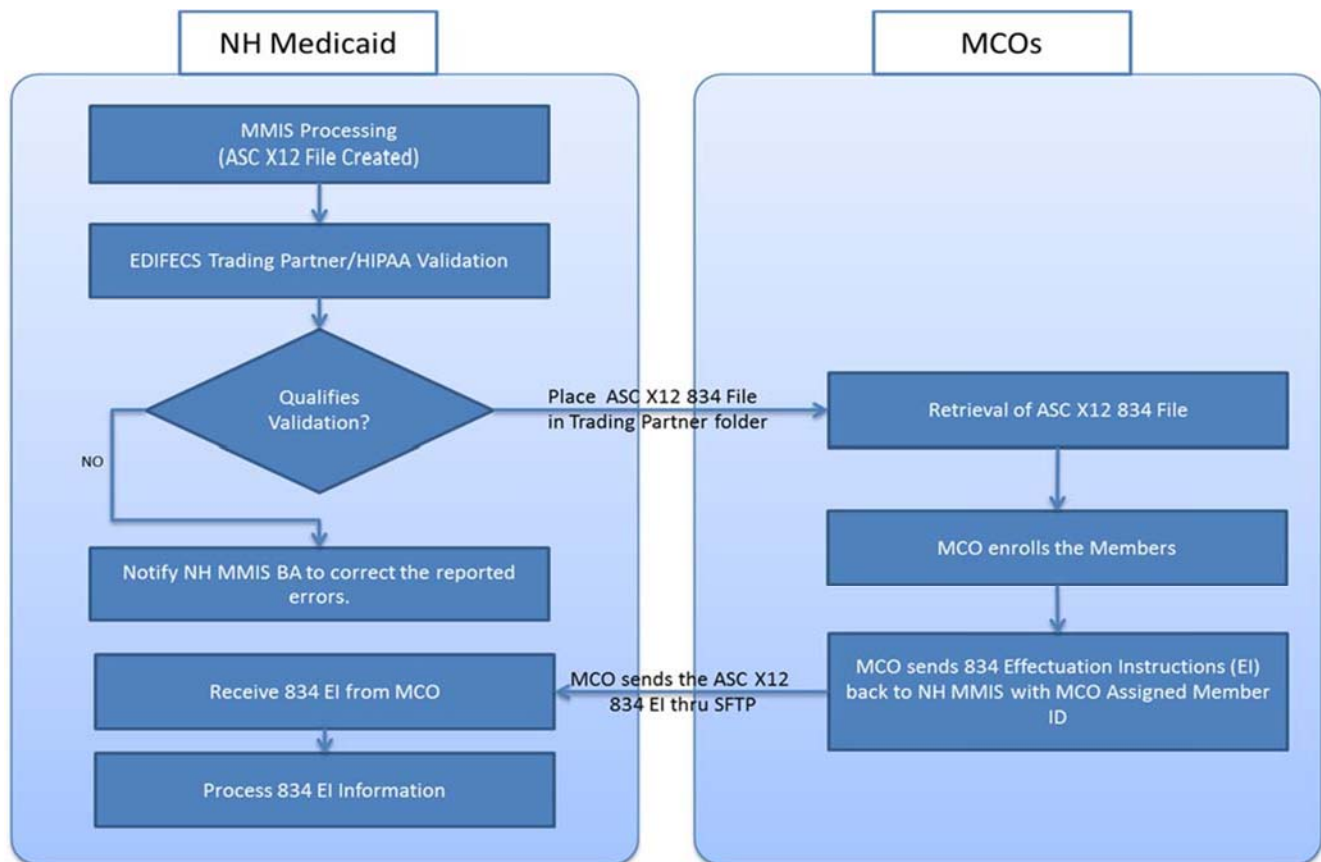 NH Medicaid
MMIS Processing
(ASC X12 File Created)
EDIFECS Trading Partner/HIPAA Validation
Qualifies
Validation?
NO
Notify NH MMIS BA to correct the reported
errors.
Receive 834 EI from MCO
Process 834 EI Information
Place ASC X12 834 File
in Trading Partner folder
MCO sends the ASC X12
834 EI thru SFTP
MCOs
Retrieval of ASC X12 834 File
MCO enrolls the Members
MCO sends 834 Effectuation Instructions (EI)
back to NH MMIS with MCO Assigned Member
ID